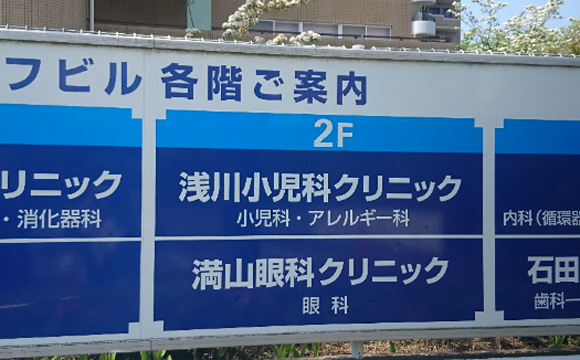 フビル 各階ご案内
リニック
・消化器科
2F
浅川小児科クリニック
小児科・アレルギー科
満山眼科クリニック
眼科
内科（循環器
石田
歯科一